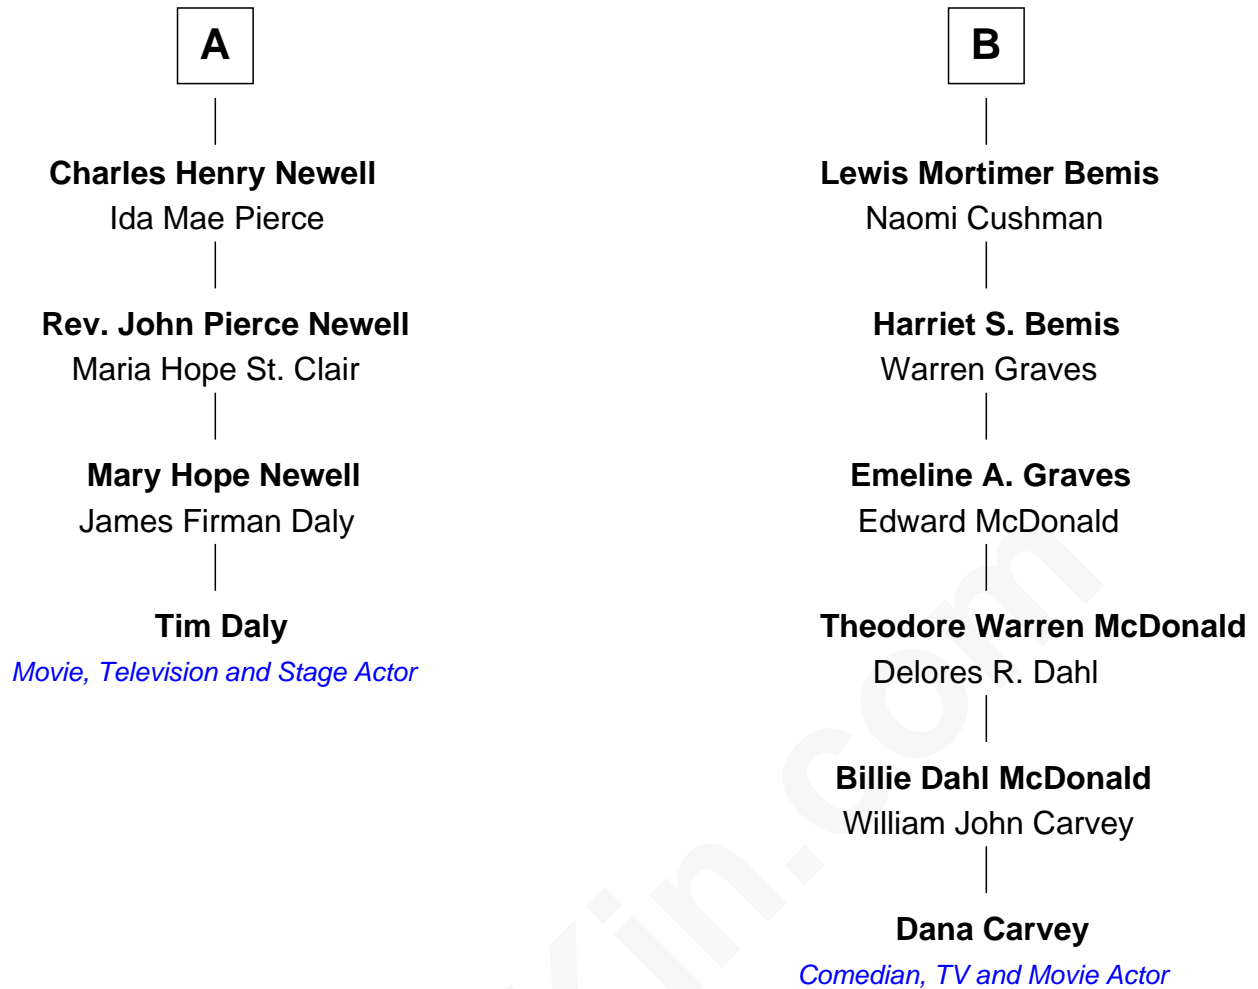 A
Charles Henry Newell
Ida Mae Pierce
Rev. John Pierce Newell
Maria Hope St. Clair
Mary Hope Newell
James Firman Daly
Tim Daly
Movie, Television and Stage Actor
B
Lewis Mortimer Bemis
Naomi Cushman
Harriet S. Bemis
Warren Graves
Emeline A. Graves
Edward McDonald
Theodore Warren McDonald
Delores R. Dahl
Billie Dahl McDonald
William John Carvey
Dana Carvey
Comedian, TV and Movie Actor
Kin.com